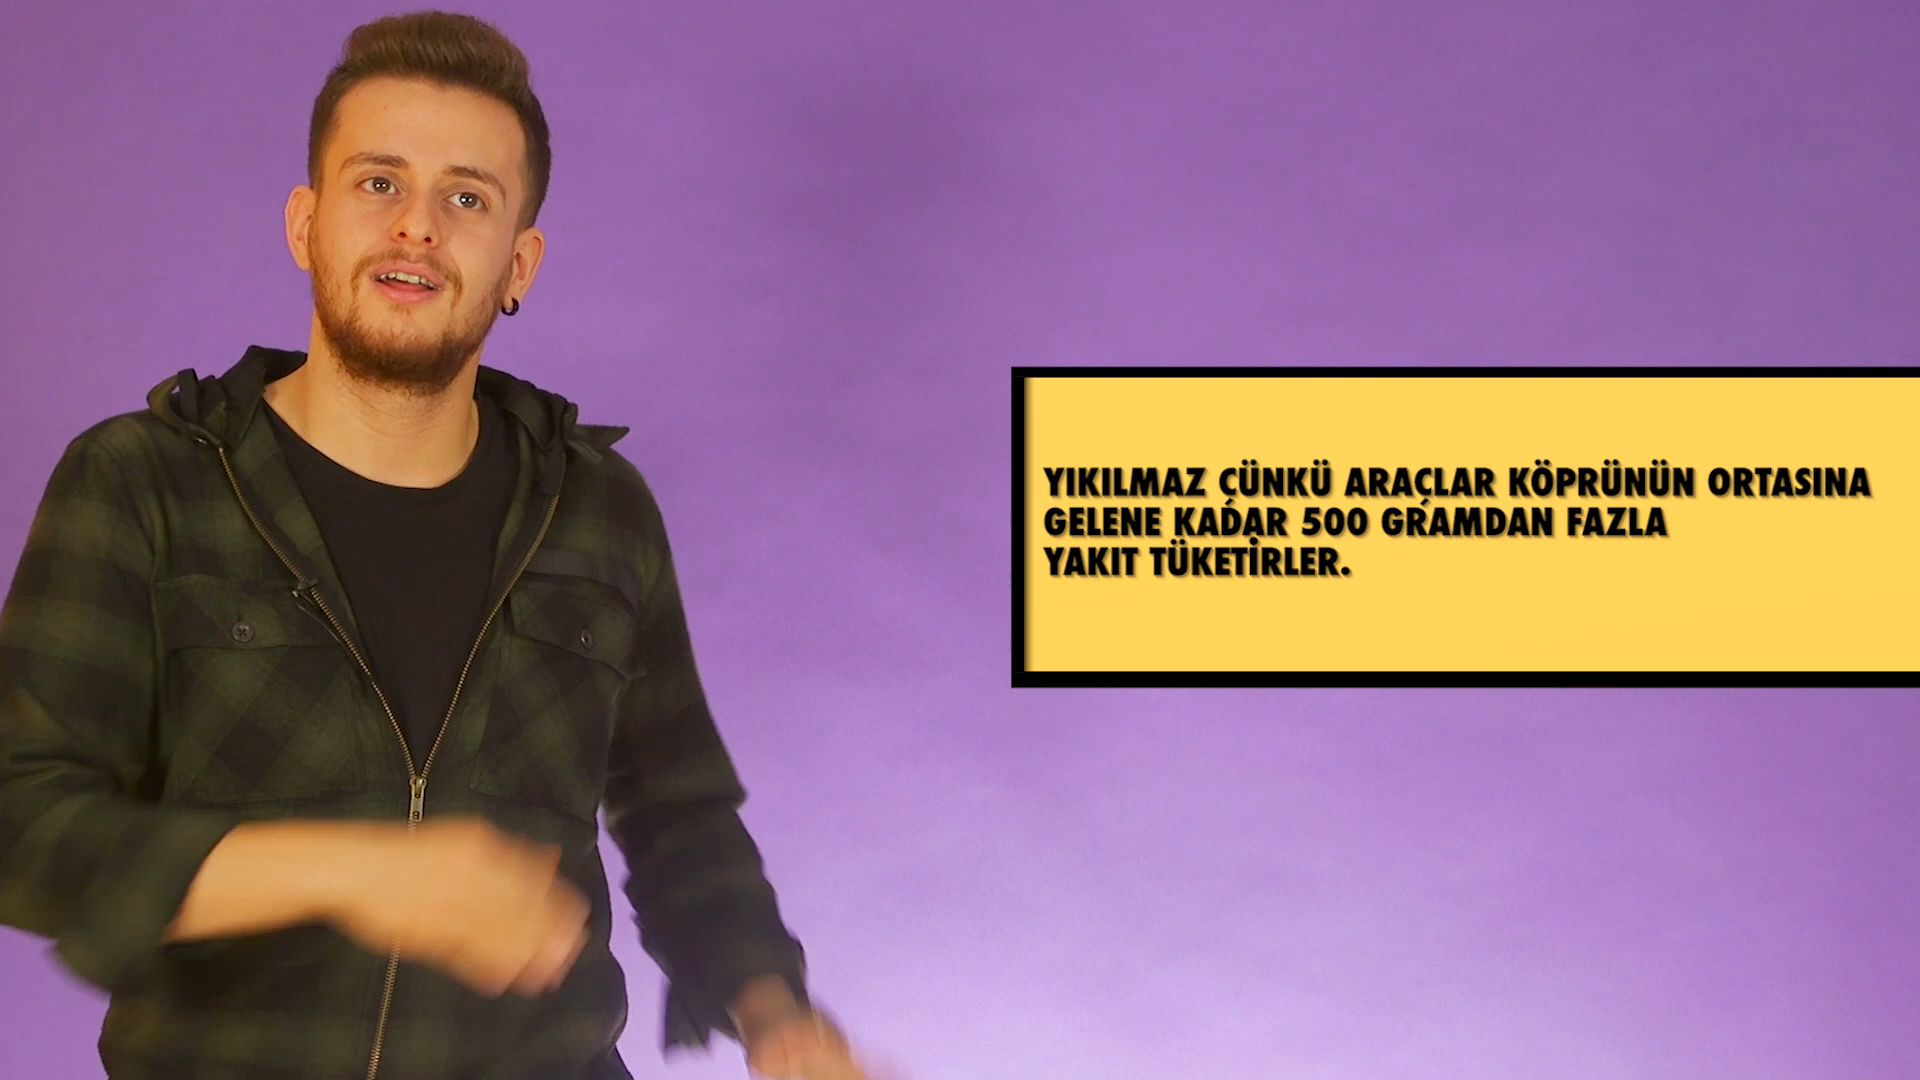 YIKILMAZ ÇÜNKÜ ARAÇLAR KÖPRÜNÜN ORTASINA
GELENE KADAR 500 GRAMDAN FAZLA
YAKIT TÜKETİRLER.